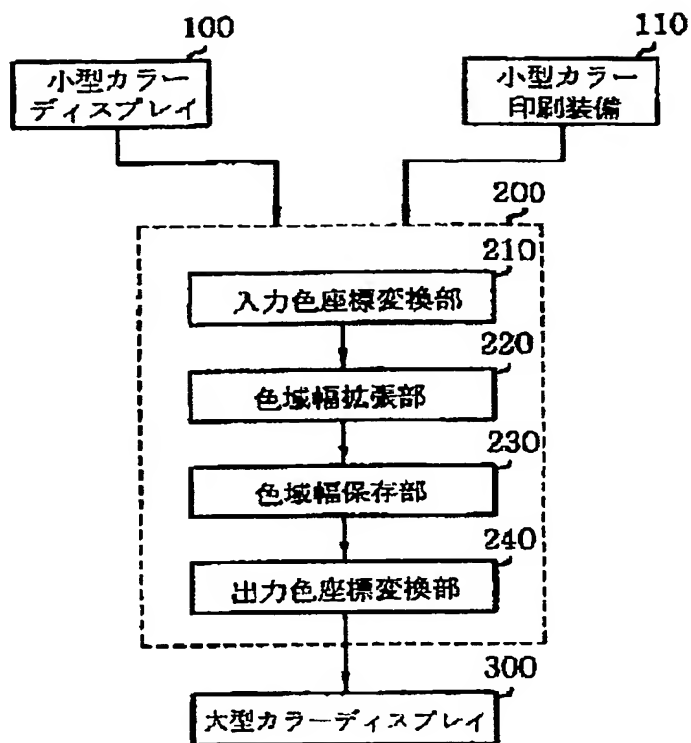 100
110
小型カラー
ディスプレイ
小型カラー
印刷装備
200
210
入力色座標変換部
220
色域幅拡張部
230
色域幅保存部
240
出力色座標変換部
300
大型カラーディスプレイ